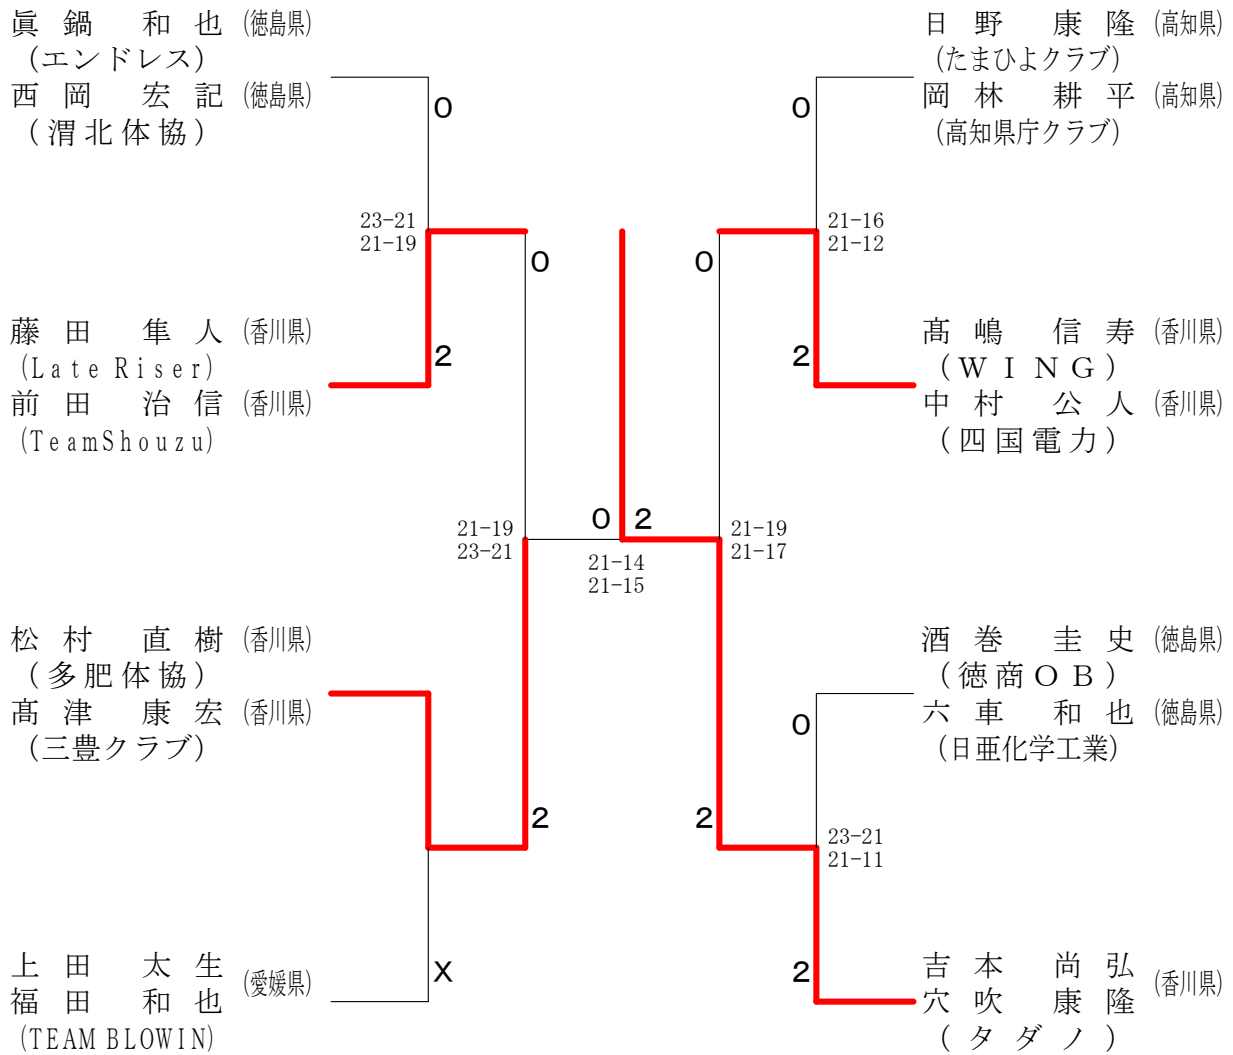 眞鍋 和也 (徳島県)
(エンドレス)
西岡 宏記 (徳島県)
(渭北体協)
0
23-21
21-19
0
藤田 隼人 (香川県)
(Late Riser)
2
前田 治信 (香川県)
(TeamShouzu)
21-19
23-21
松村 直樹 (香川県)
(多肥体協)
髙津 康宏 (香川県)
(三豊クラブ)
2
上田 太生
福田 和也
(愛媛県)
(TEAM BLOWIN)
X
0 2
21-14
21-15
日野 康隆 (高知県)
(たまひよクラブ)
岡林 耕平 (高知県)
(高知県庁クラブ)
0
21-16
21-12
0
髙嶋 信寿 (香川県)
(WING)
2
中村 公人 (香川県)
(四国電力)
21-19
21-17
酒巻 圭史 (徳島県)
(徳商OB)
六車 和也 (徳島県)
(日亜化学工業)
0
2
23-21
21-11
2
吉本 尚弘
穴吹 康隆
(香川県)
(タダノ)